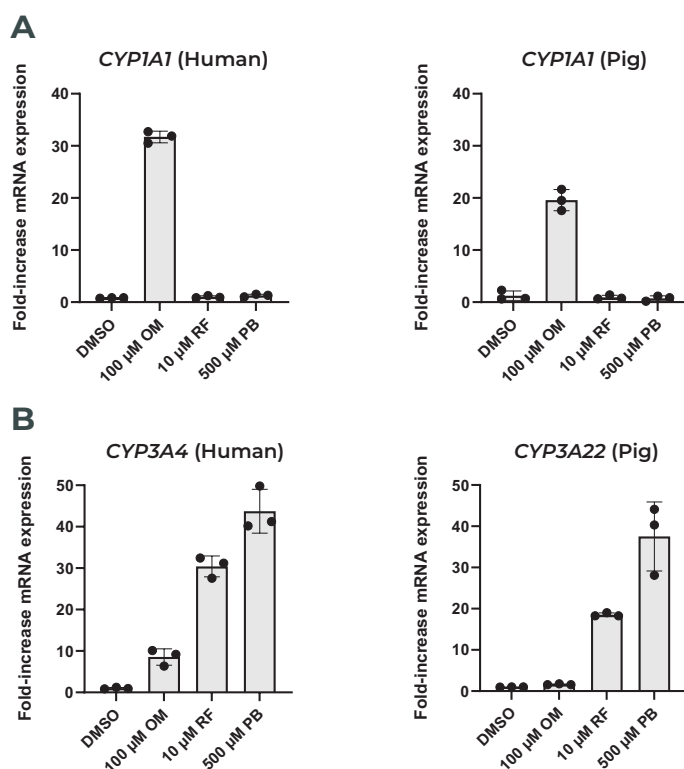 A
CYP1A1 (Human)
Fold-increase mRNA expression
40
30
20
10
0
DMSO
100 µM OM
10 µM RF
500 µM PB
CYP1A1 (Pig)
Fold-increase mRNA expression
40
30
20
10
0
DMSO
100 µM OM
10 µM RF
500 µM PB
B
CYP3A4 (Human)
Fold-increase mRNA expression
50
40
30
20
10
0
DMSO
100 µM OM
10 µM RF
500 µM PB
CYP3A22 (Pig)
Fold-increase mRNA expression
50
40
30
20
10
0
DMSO
100 µM OM
10 µM RF
500 µM PB